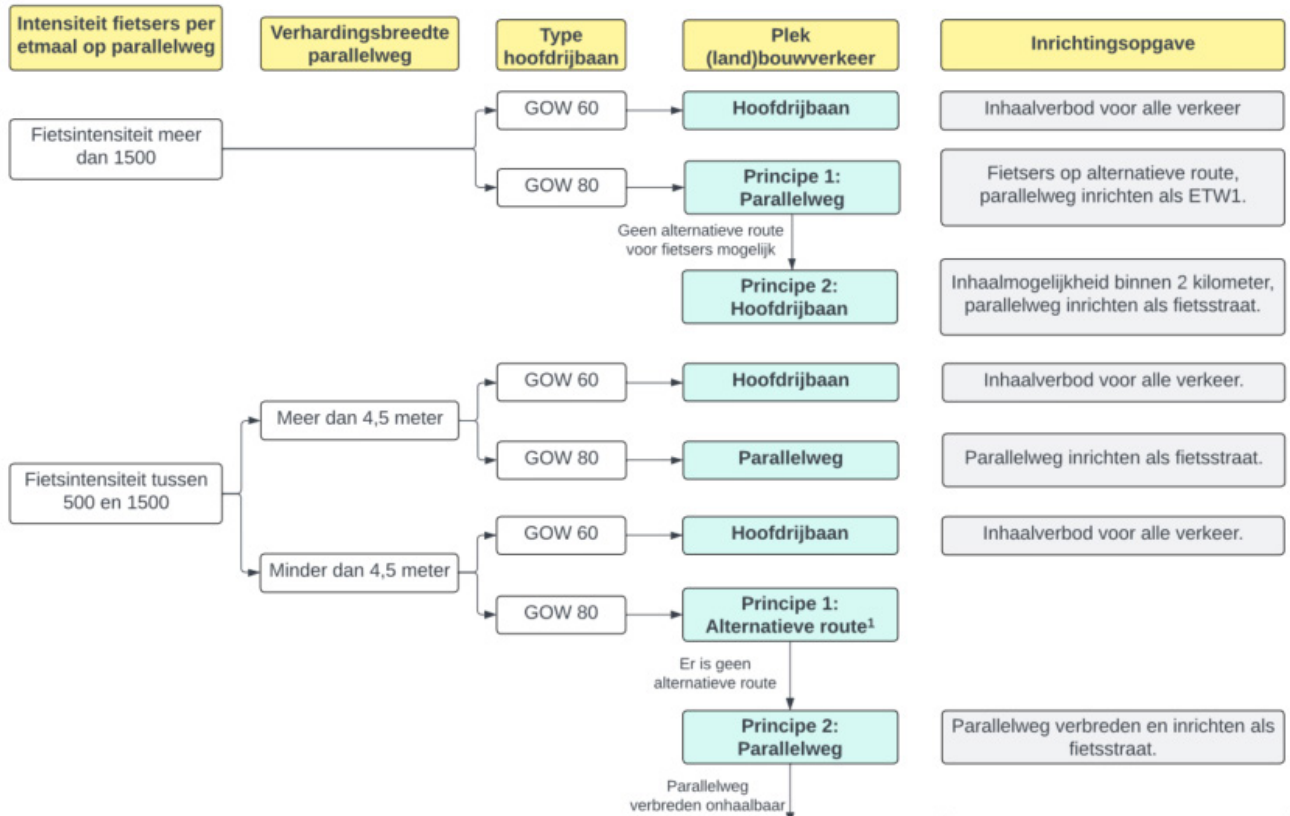 Intensiteit fietsers per
etmaal op parallelweg
Verhardingsbreedte
parallelweg
Type
hoofdrijbaan
Plek
(land)bouwverkeer
Inrichtingsopgave
Fietsintensiteit meer
dan 1500
GOW 60
Hoofdrijbaan
Inhaalverbod voor alle verkeer
GOW 80
Principe 1:
Parallelweg
Fietsers op alternatieve route,
parallelweg inrichten als ETW1.
Geen alternatieve route
voor fietsers mogelijk
Principe 2:
Hoofdrijbaan
Inhaalmogelijkheid binnen 2 kilometer,
parallelweg inrichten als fietsstraat.
Fietsintensiteit tussen
500 en 1500
Meer dan 4,5 meter
GOW 60
Hoofdrijbaan
Inhaalverbod voor alle verkeer.
GOW 80
Parallelweg
Parallelweg inrichten als fietsstraat.
Minder dan 4,5 meter
GOW 60
Hoofdrijbaan
Inhaalverbod voor alle verkeer.
GOW 80
Principe 1:
Alternatieve route¹
Er is geen
alternatieve route
Principe 2:
Parallelweg
Parallelweg verbreden en inrichten als
fietsstraat.
Parallelweg
verbreden onhaalbaar